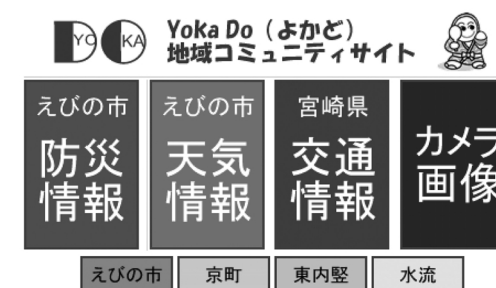 YO KA
Yoka Do（よかど）
地域コミュニティサイト
えびの市
防災
情報
えびの市
天気
情報
宮崎県
交通
情報
カメラ
画像
えびの市
京町
東内竪
水流